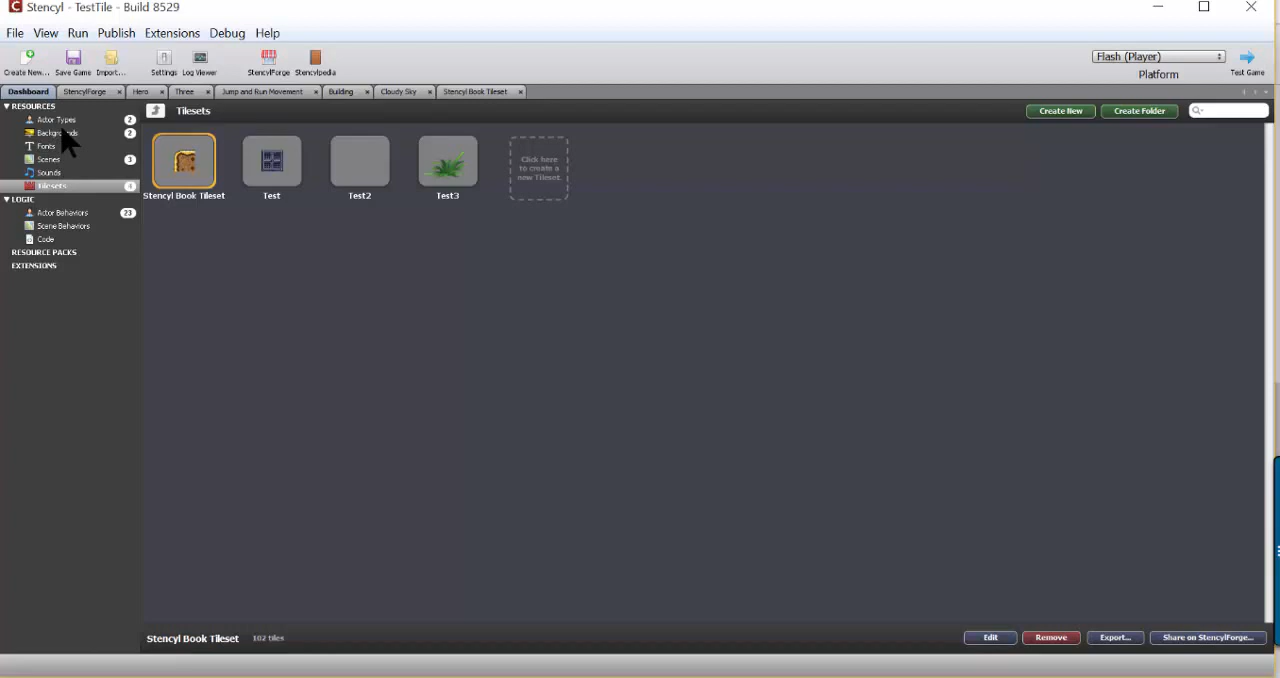 Stencyl - TestTile - Build 8529
File View Run Publish Extensions Debug Help
Create New... Save Game Import... Settings Log Viewer StencylForge Stencylpedia
Flash (Player)
Platform
Test Game
Dashboard StencylForge Hero Three Jump and Run Movement Building Cloudy Sky Stencyl Book Tileset
RESOURCES
Actor Types 2
Backgrounds 2
Fonts
Scenes 3
Sounds
Tilesets 4
LOGIC
Actor Behaviors 23
Scene Behaviors
Code
RESOURCE PACKS
EXTENSIONS
Tilesets
Create New Create Folder
Stencyl Book Tileset Test Test2 Test3
Click here
to create a
new Tileset.
Stencyl Book Tileset 102 tiles
Edit Remove Export... Share on StencylForge...